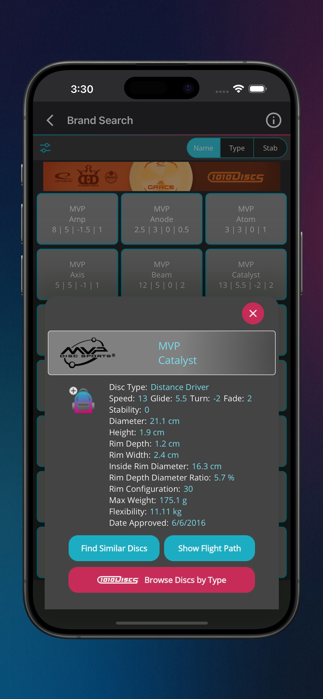 3:30
Brand Search
Name Type Stab
GRACE
1010DISCS
MVP MVP MVP
Amp Anode Atom
8 | 5 | -1.5 | 1 2.5 | 3 | 0 | 0.5 3 | 3 | 0 | 1
MVP MVP MVP
Axis Beam Catalyst
5 | 5 | -1 | 1 12 | 5 | 0 | 2 13 | 5.5 | -2 | 2
MVP
DISC SPORTS®
MVP
Catalyst
Disc Type: Distance Driver
Speed: 13 Glide: 5.5 Turn: -2 Fade: 2
Stability: 0
Diameter: 21.1 cm
Height: 1.9 cm
Rim Depth: 1.2 cm
Rim Width: 2.4 cm
Inside Rim Diameter: 16.3 cm
Rim Depth Diameter Ratio: 5.7 %
Rim Configuration: 30
Max Weight: 175.1 g
Flexibility: 11.11 kg
Date Approved: 6/6/2016
Find Similar Discs Show Flight Path
1010DISCS Browse Discs by Type